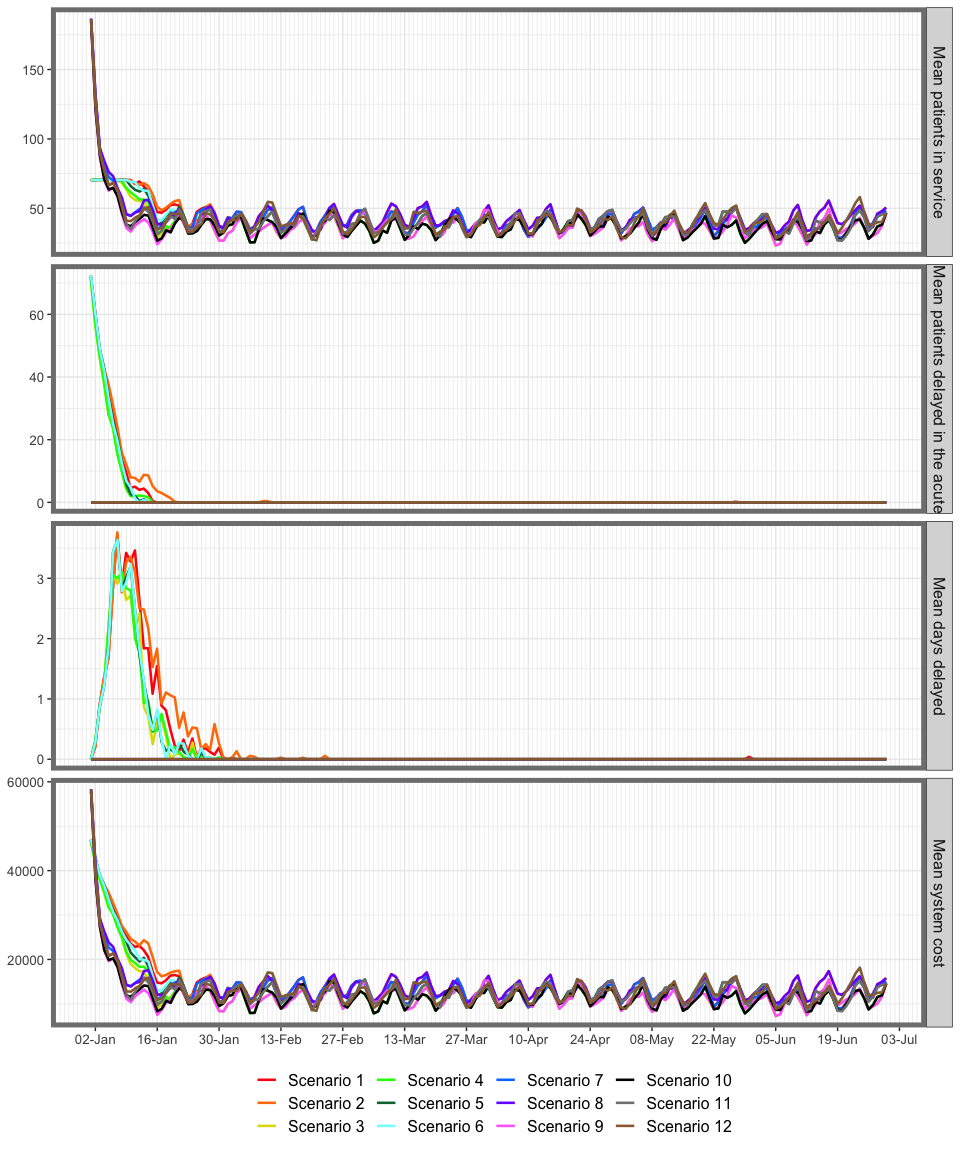 150
100
50
Mean patients in service
60
40
20
0
Mean patients delayed in the acute
3
2
1
0
Mean days delayed
60000
40000
20000
Mean system cost
02-Jan 16-Jan 30-Jan 13-Feb 27-Feb 13-Mar 27-Mar 10-Apr 24-Apr 08-May 22-May 05-Jun 19-Jun 03-Jul
Scenario 1 Scenario 4 Scenario 7 Scenario 10
Scenario 2 Scenario 5 Scenario 8 Scenario 11
Scenario 3 Scenario 6 Scenario 9 Scenario 12